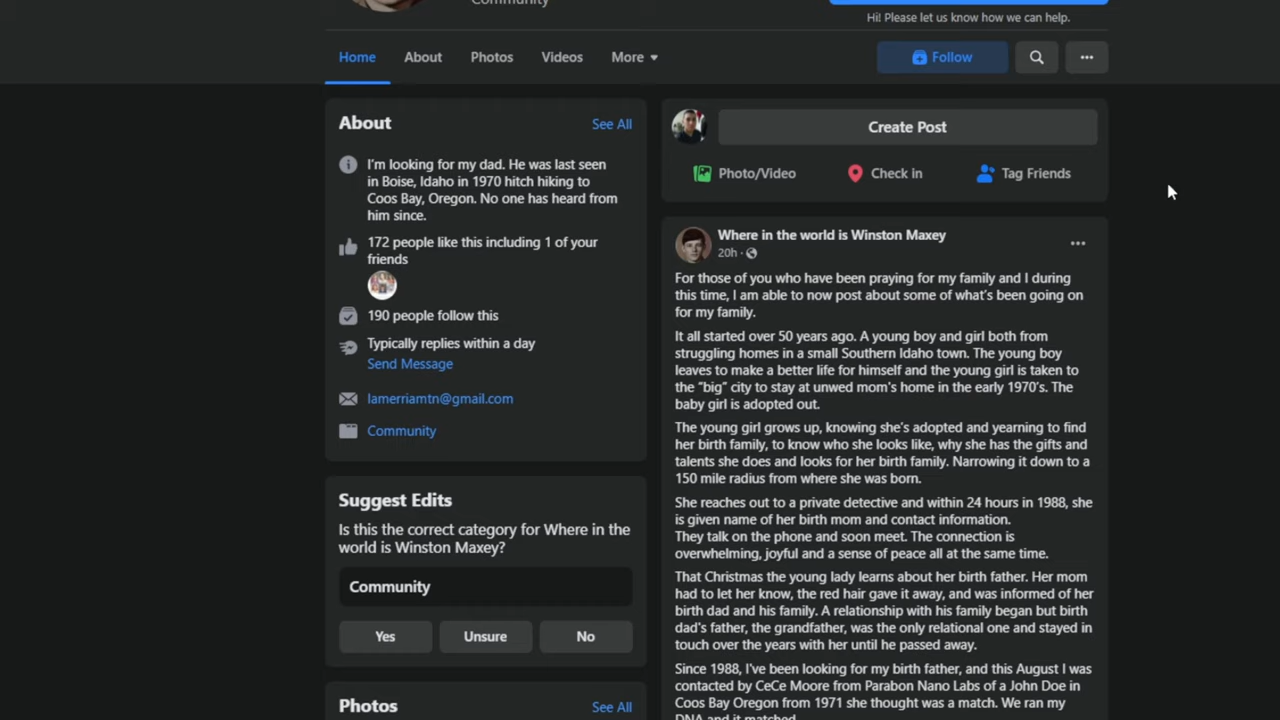 Community
Hi! Please let us know how we can help.
Home
About
Photos
Videos
More
Follow
About
See All
I'm looking for my dad. He was last seen
in Boise, Idaho in 1970 hitch hiking to
Coos Bay, Oregon. No one has heard from
him since.
172 people like this including 1 of your
friends
190 people follow this
Typically replies within a day
Send Message
lamerriamtn@gmail.com
Community
Suggest Edits
Is this the correct category for Where in the
world is Winston Maxey?
Community
Yes
Unsure
No
Photos
See All
Create Post
Photo/Video
Check in
Tag Friends
Where in the world is Winston Maxey
20h ·
For those of you who have been praying for my family and I during
this time, I am able to now post about some of what's been going on
for my family.
It all started over 50 years ago. A young boy and girl both from
struggling homes in a small Southern Idaho town. The young boy
leaves to make a better life for himself and the young girl is taken to
the "big" city to stay at unwed mom's home in the early 1970's. The
baby girl is adopted out.
The young girl grows up, knowing she's adopted and yearning to find
her birth family, to know who she looks like, why she has the gifts and
talents she does and looks for her birth family. Narrowing it down to a
150 mile radius from where she was born.
She reaches out to a private detective and within 24 hours in 1988, she
is given name of her birth mom and contact information.
They talk on the phone and soon meet. The connection is
overwhelming, joyful and a sense of peace all at the same time.
That Christmas the young lady learns about her birth father. Her mom
had to let her know, the red hair gave it away, and was informed of her
birth dad and his family. A relationship with his family began but birth
dad's father, the grandfather, was the only relational one and stayed in
touch over the years with her until he passed away.
Since 1988, I've been looking for my birth father, and this August I was
contacted by CeCe Moore from Parabon Nano Labs of a John Doe in
Coos Bay Oregon from 1971 she thought was a match. We ran my
DNA and it matched